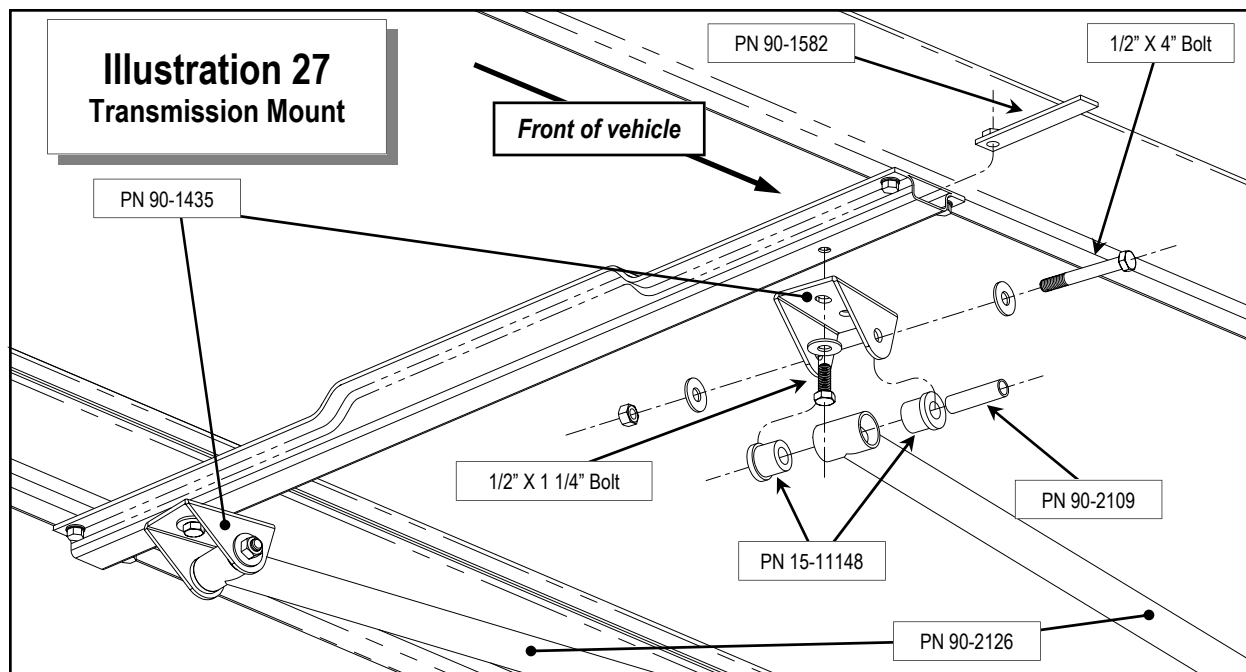 Illustration 27
Transmission Mount
PN 90-1582
1/2” X 4” Bolt
Front of vehicle
PN 90-1435
1/2” X 1 1/4” Bolt
PN 90-2109
PN 15-11148
PN 90-2126